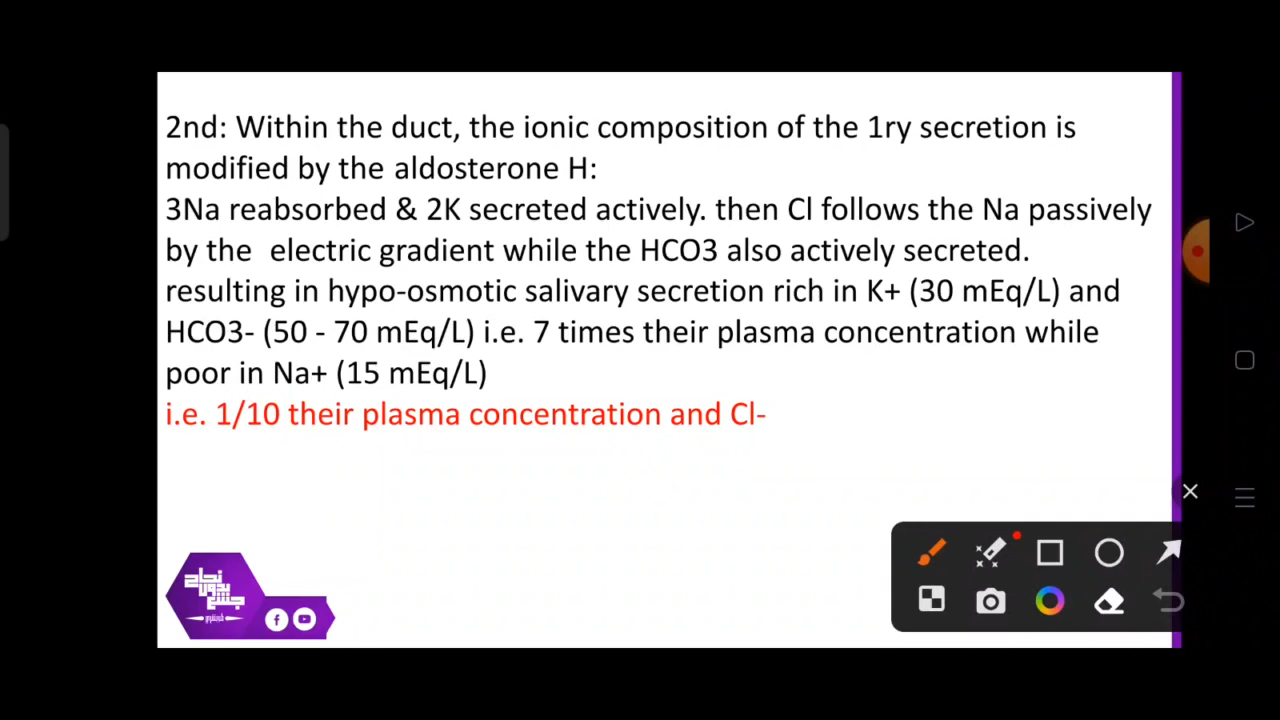 2nd: Within the duct, the ionic composition of the 1ry secretion is
modified by the aldosterone H:
3Na reabsorbed & 2K secreted actively. then Cl follows the Na passively
by the  electric gradient while the HCO3 also actively secreted.
resulting in hypo-osmotic salivary secretion rich in K+ (30 mEq/L) and
HCO3- (50 - 70 mEq/L) i.e. 7 times their plasma concentration while
poor in Na+ (15 mEq/L)
i.e. 1/10 their plasma concentration and Cl-
نجاح
بدون